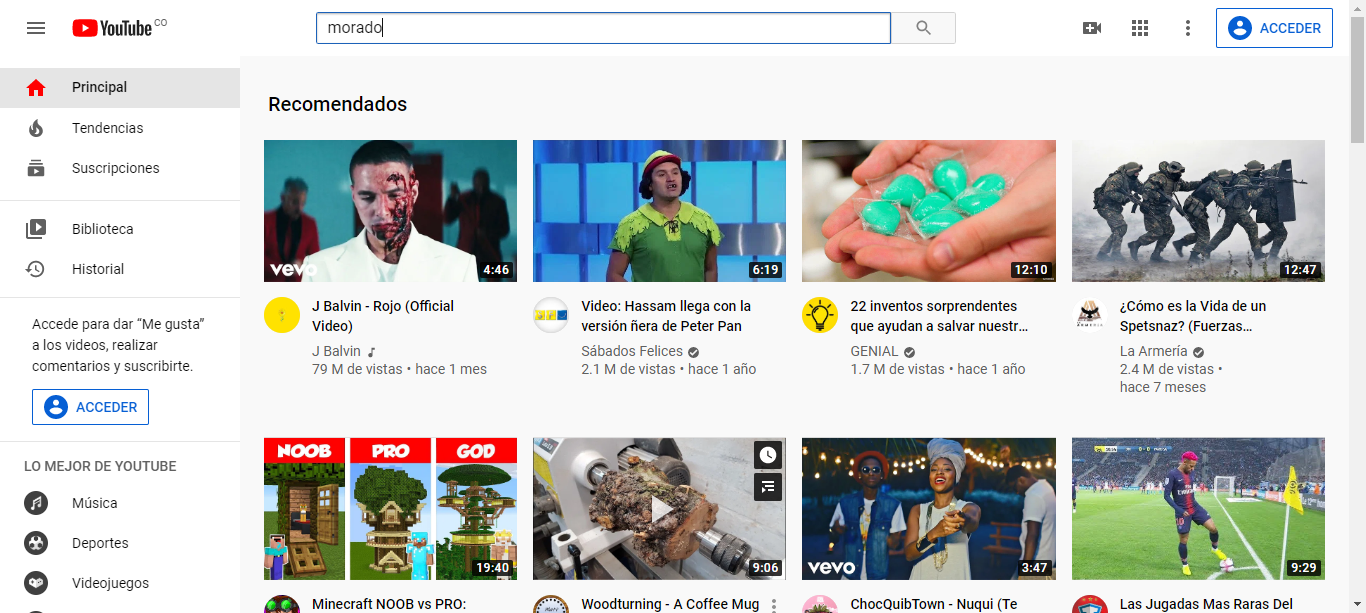 YouTube CO
morado
ACCEDER
Principal
Tendencias
Suscripciones
Biblioteca
Historial
Accede para dar “Me gusta”
a los videos, realizar
comentarios y suscribirte.
ACCEDER
LO MEJOR DE YOUTUBE
Música
Deportes
Videojuegos
Recomendados
vevo
4:46
6:19
12:10
12:47
J Balvin - Rojo (Official
Video)
J Balvin
79 M de vistas • hace 1 mes
Video: Hassam llega con la
versión ñera de Peter Pan
Sábados Felices
2.1 M de vistas • hace 1 año
22 inventos sorprendentes
que ayudan a salvar nuestr...
GENIAL
1.7 M de vistas • hace 1 año
¿Cómo es la Vida de un
Spetsnaz? (Fuerzas...
La Armería
2.4 M de vistas •
hace 7 meses
NOOB
PRO
GOD
19:40
9:06
vevo
3:47
9:29
Minecraft NOOB vs PRO:
Woodturning - A Coffee Mug
ChocQuibTown - Nuqui (Te
Las Jugadas Mas Raras Del